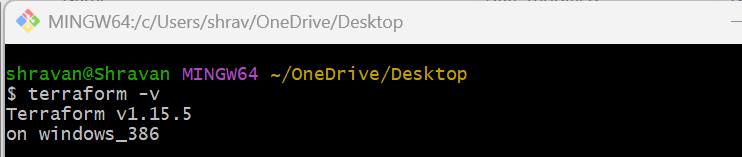 MINGW64:/c/Users/shrav/OneDrive/Desktop
shravan@Shravan MINGW64 ~/OneDrive/Desktop
$ terraform -v
Terraform v1.15.5
on windows_386